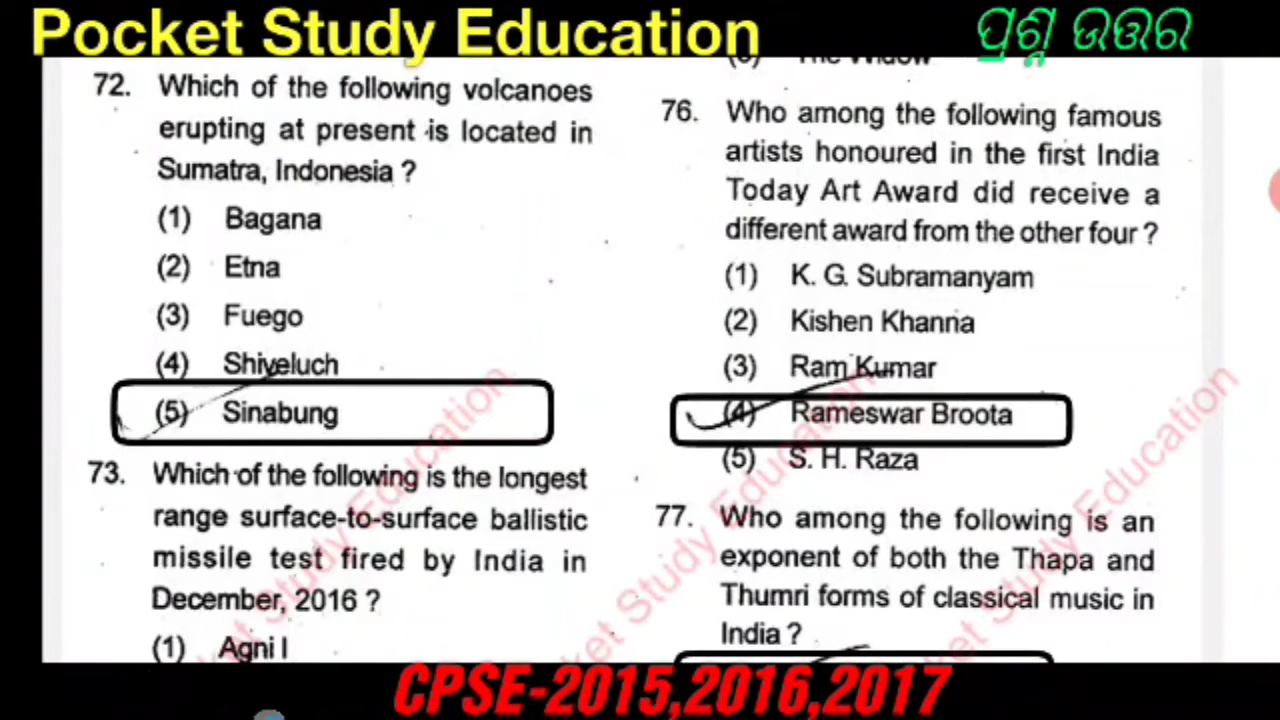 Pocket Study Education
ପ୍ରଶ୍ନ ଉତ୍ତର
72. Which of the following volcanoes
erupting at present is located in
Sumatra, Indonesia ?
(1) Bagana
(2) Etna
(3) Fuego
(4) Shiveluch
(5) Sinabung
73. Which of the following is the longest
range surface-to-surface ballistic
missile test fired by India in
December, 2016 ?
(1) Agni I
The Widow
76. Who among the following famous
artists honoured in the first India
Today Art Award did receive a
different award from the other four ?
(1) K. G. Subramanyam
(2) Kishen Khanna
(3) Ram Kumar
(4) Rameswar Broota
(5) S. H. Raza
77. Who among the following is an
exponent of both the Thapa and
Thumri forms of classical music in
India ?
Pocket Study Education
CPSE-2015,2016,2017